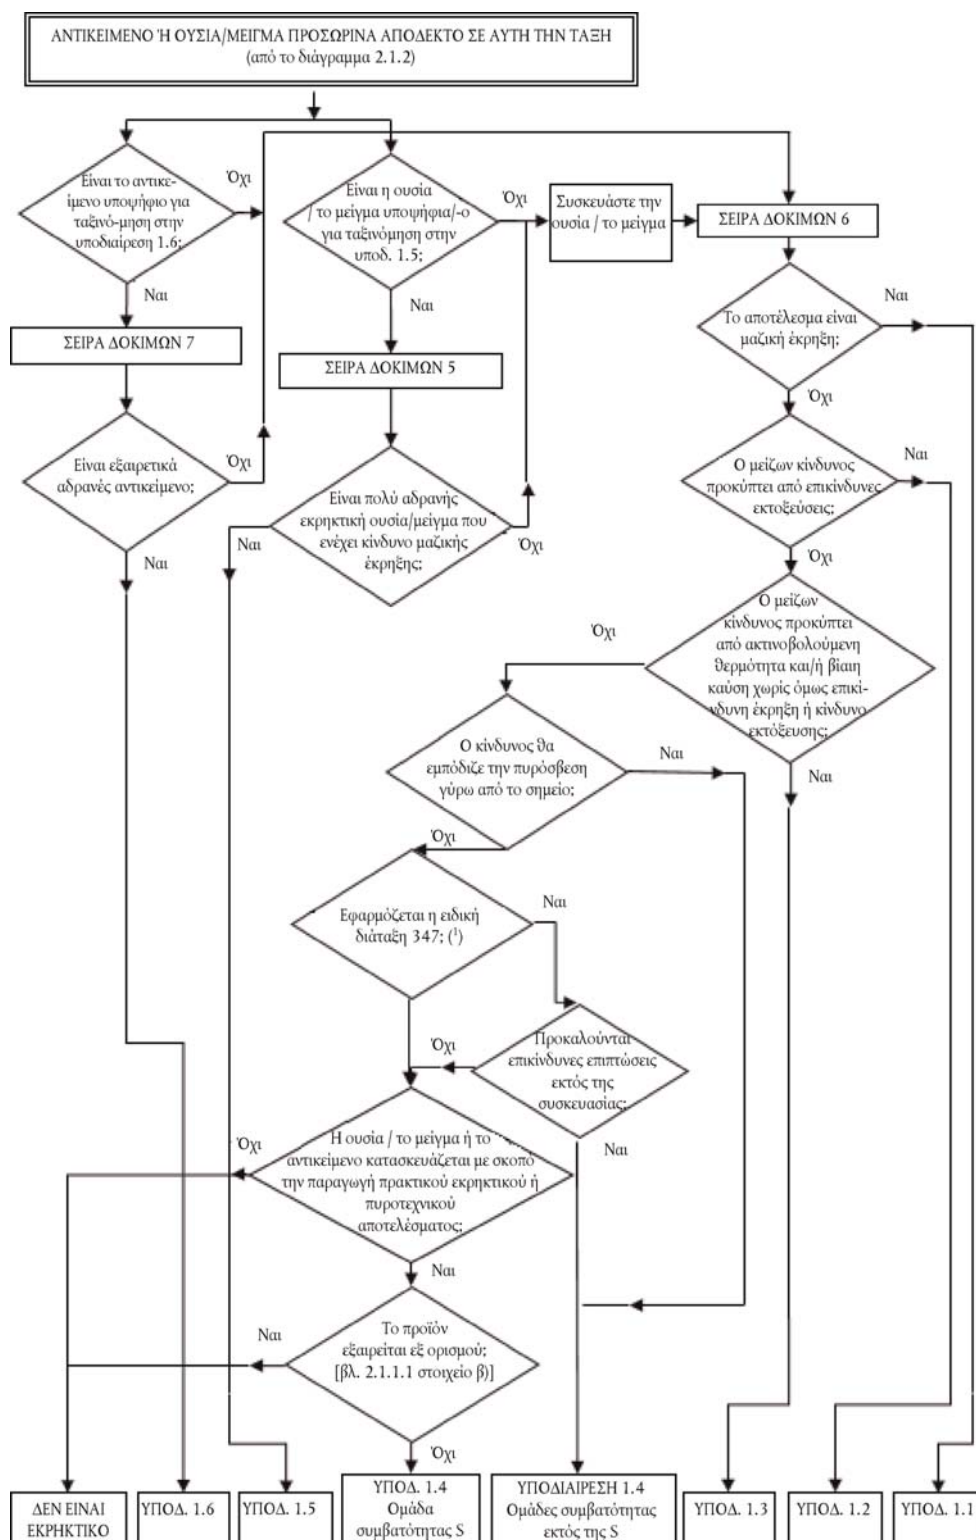 ΑΝΤΙΚΕΙΜΕΝΟ Ή ΟΥΣΙΑ/ΜΕΙΓΜΑ ΠΡΟΣΩΡΙΝΑ ΑΠΟΔΕΚΤΟ ΣΕ ΑΥΤΗ ΤΗΝ ΤΑΞΗ
(από το διάγραμμα 2.1.2)
Είναι το αντικε-
ίμενο υποψήφιο για
ταξινό-μηση στην
υποδιαίρεση 1.6;
Όχι
Ναι
Είναι η ουσία
/ το μείγμα υποψήφια/-ο
για ταξινόμηση στην
υποδ. 1.5;
Όχι
Ναι
Συσκευάστε την
ουσία / το μείγμα
ΣΕΙΡΑ ΔΟΚΙΜΩΝ 6
Το αποτέλεσμα είναι
μαζική έκρηξη;
Ναι
Όχι
ΣΕΙΡΑ ΔΟΚΙΜΩΝ 7
ΣΕΙΡΑ ΔΟΚΙΜΩΝ 5
Είναι εξαιρετικά
αδρανές αντικείμενο;
Όχι
Ναι
Είναι πολύ αδρανής
εκρηκτική ουσία/μείγμα που
ενέχει κίνδυνο μαζικής
έκρηξης;
Ναι
Όχι
Ο μείζων κίνδυνος
προκύπτει από επικίνδυνες
εκτοξεύσεις;
Ναι
Όχι
Ο μείζων
κίνδυνος προκύπτει
από ακτινοβολούμενη
θερμότητα και/ή βίαιη
καύση χωρίς όμως επικί-
νδυνη έκρηξη ή κίνδυνο
εκτόξευσης;
Όχι
Ναι
Ο κίνδυνος θα
εμπόδιζε την πυρόσβεση
γύρω από το σημείο;
Ναι
Όχι
Εφαρμόζεται η ειδική
διάταξη 347; (¹)
Ναι
Όχι
Προκαλούνται
επικίνδυνες επιπτώσεις
εκτός της
συσκευασίας;
Όχι
Ναι
Η ουσία / το μείγμα ή το
αντικείμενο κατασκευάζεται με σκοπό
την παραγωγή πρακτικού εκρηκτικού ή
πυροτεχνικού
αποτελέσματος;
Όχι
Ναι
Το προϊόν
εξαιρείται εξ ορισμού;
[βλ. 2.1.1.1 στοιχείο β)]
Ναι
Όχι
ΔΕΝ ΕΙΝΑΙ
ΕΚΡΗΚΤΙΚΟ
ΥΠΟΔ. 1.6
ΥΠΟΔ. 1.5
ΥΠΟΔ. 1.4
Ομάδα
συμβατότητας S
ΥΠΟΔΙΑΙΡΕΣΗ 1.4
Ομάδες συμβατότητας
εκτός της S
ΥΠΟΔ. 1.3
ΥΠΟΔ. 1.2
ΥΠΟΔ. 1.1